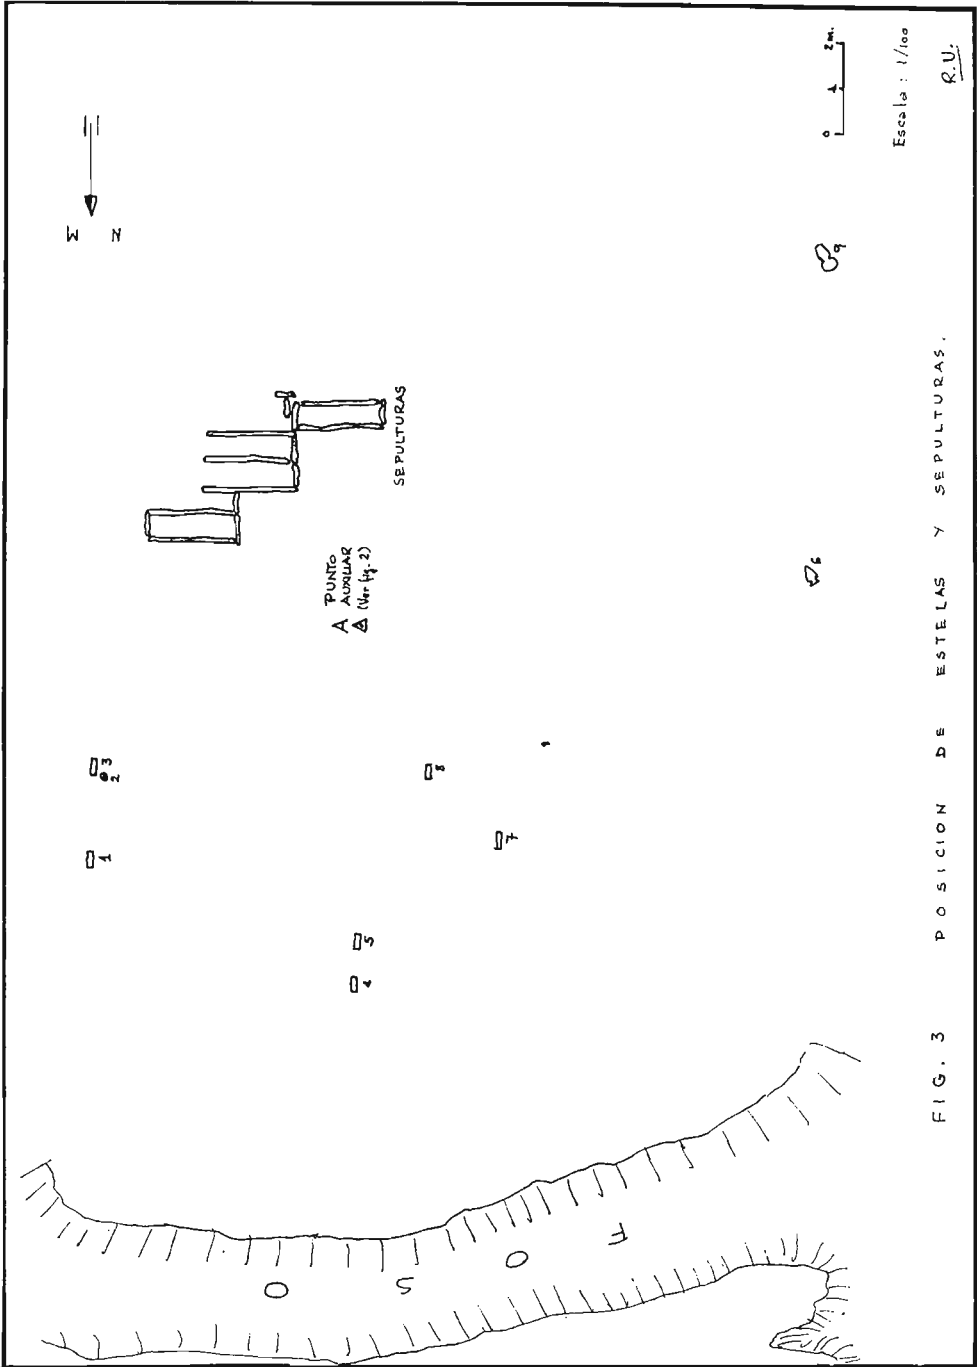 M
N
SEPULTURAS
PUNTO
A AUXILIAR
(Ver fig. 2)
3
2
1
8
7
5
4
9
6
FOSO
0 1 2 m.
Escala : 1/100
R.U.
FIG. 3 POSICION DE ESTELAS Y SEPULTURAS.